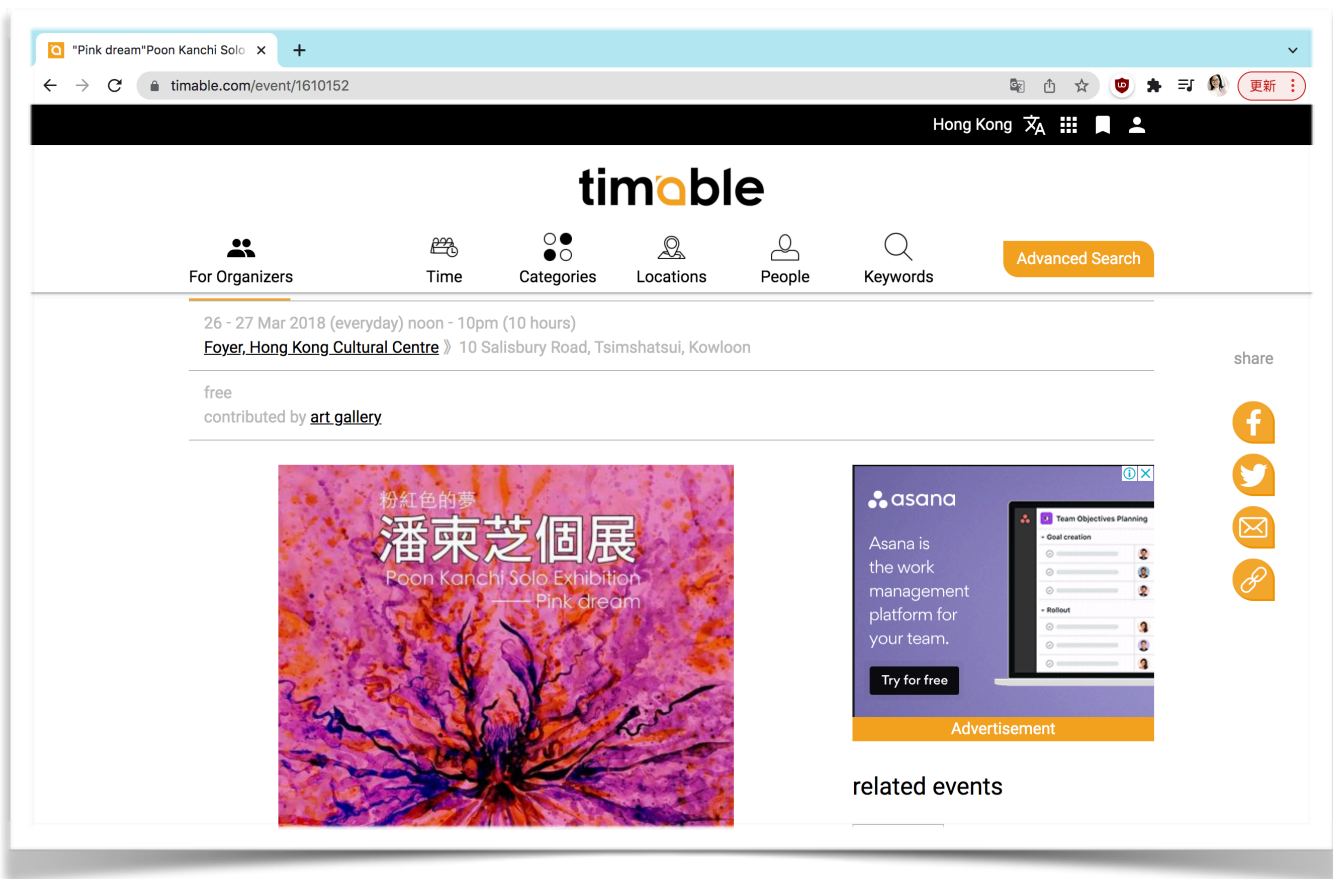 "Pink dream"Poon Kanchi Solo
timable.com/event/1610152
更新
Hong Kong
timable
For Organizers
Time
Categories
Locations
People
Keywords
Advanced Search
26 - 27 Mar 2018 (everyday) noon - 10pm (10 hours)
Foyer, Hong Kong Cultural Centre 》 10 Salisbury Road, Tsimshatsui, Kowloon
share
free
contributed by art gallery
粉紅色的夢
潘柬芝個展
Poon Kanchi Solo Exhibition
—— Pink dream
asana
Asana is
the work
management
platform for
your team.
Try for free
Team Objectives Planning
Goal creation
Rollout
Advertisement
related events